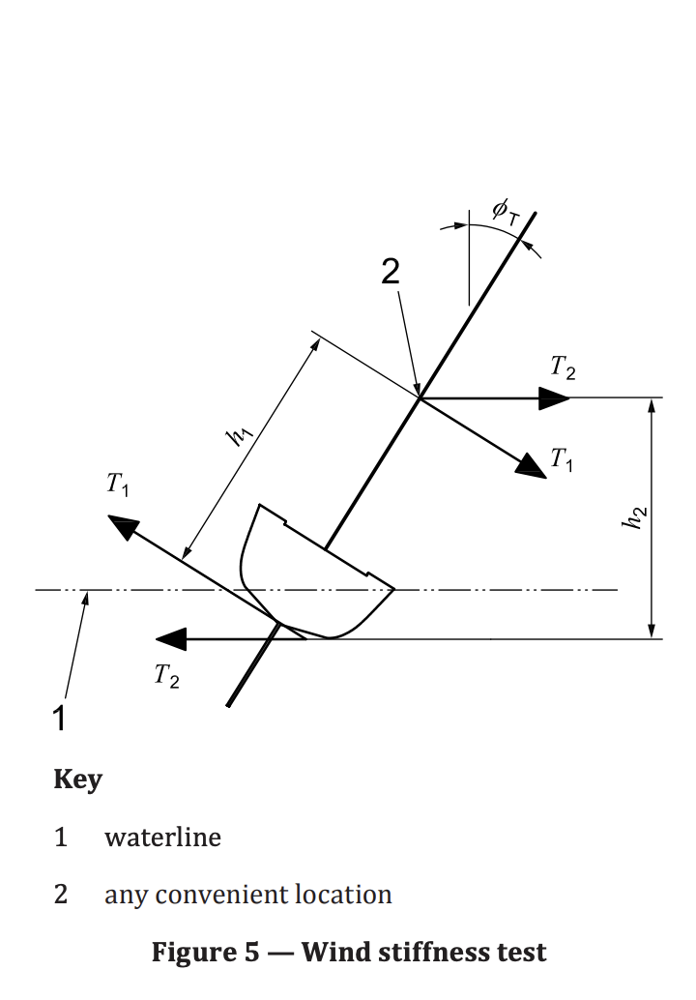 ϕT
2
T2
h1
T1
T1
h2
T2
1
Key
1 waterline
2 any convenient location
Figure 5 — Wind stiffness test